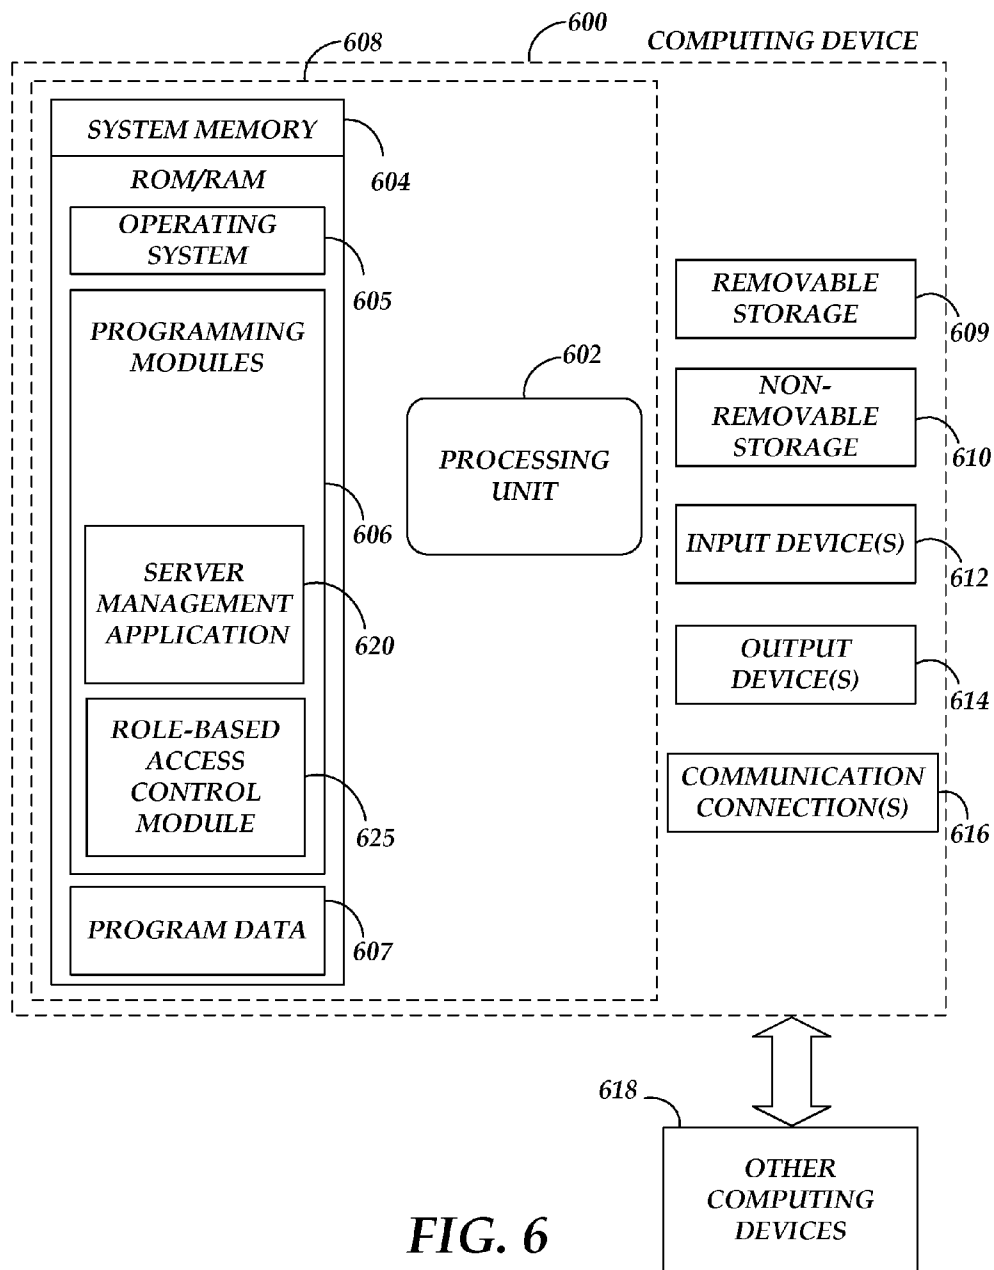 600
608
COMPUTING DEVICE
SYSTEM MEMORY
604
ROM/RAM
OPERATING
SYSTEM
605
PROGRAMMING
MODULES
606
SERVER
MANAGEMENT
APPLICATION
620
ROLE-BASED
ACCESS
CONTROL
MODULE
625
PROGRAM DATA
607
602
PROCESSING
UNIT
REMOVABLE
STORAGE
609
NON-
REMOVABLE
STORAGE
610
INPUT DEVICE(S)
612
OUTPUT
DEVICE(S)
614
COMMUNICATION
CONNECTION(S)
616
618
OTHER
COMPUTING
DEVICES
FIG. 6